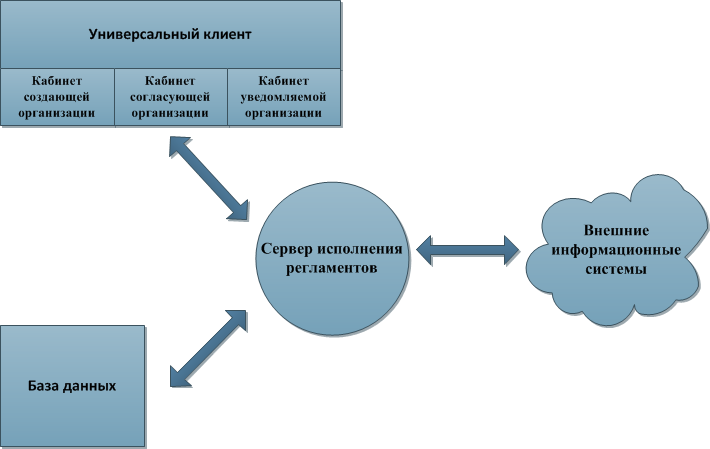 Универсальный клиент
Кабинет
создающей
организации
Кабинет
согласующей
организации
Кабинет
уведомляемой
организации
Сервер исполнения
регламентов
Внешние
информационные
системы
База данных